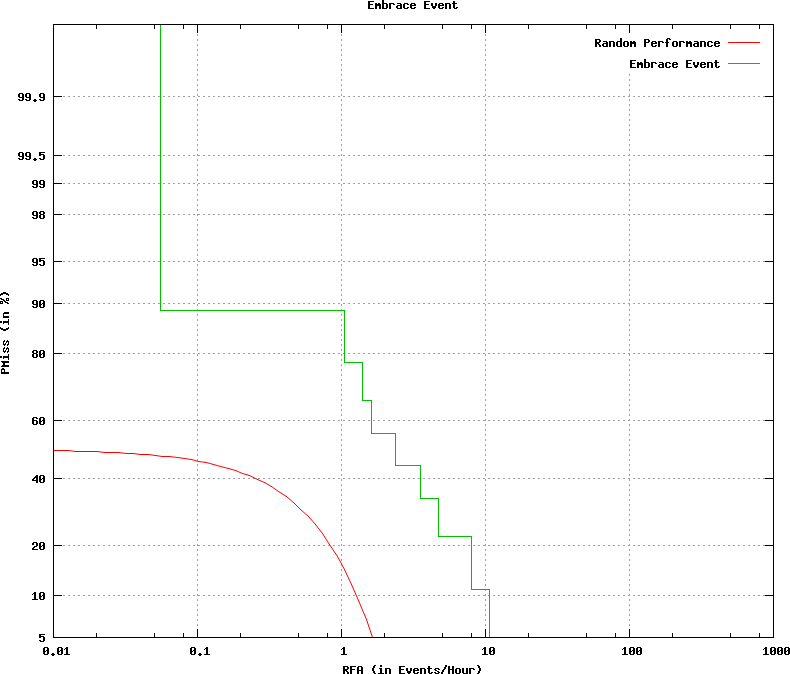 Embrace Event
Random Performance
Embrace Event
99.9
99.5
99
98
95
90
80
60
40
20
10
5
PMiss (in %)
0.01 0.1 1 10 100 1000
RFA (in Events/Hour)